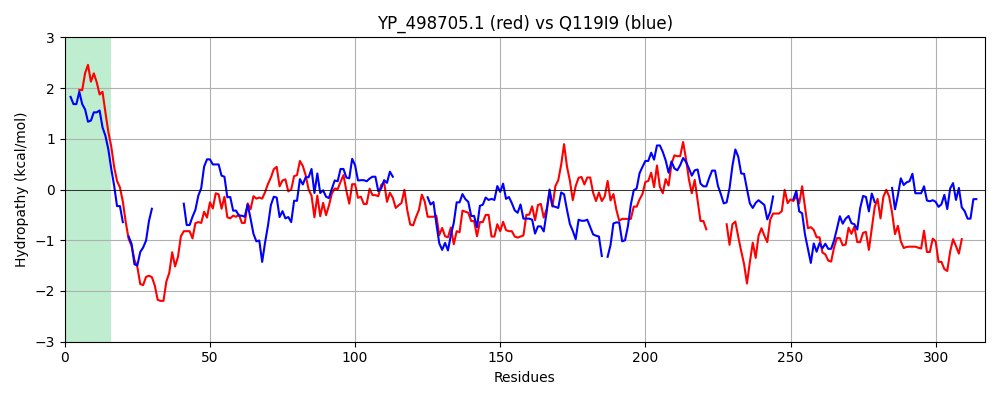 YP_498705.1 (red) vs Q119I9 (blue)
Hydropathy (kcal/mol)
3
2
1
0
−1
−2
−3
0 50 100 150 200 250 300
Residues